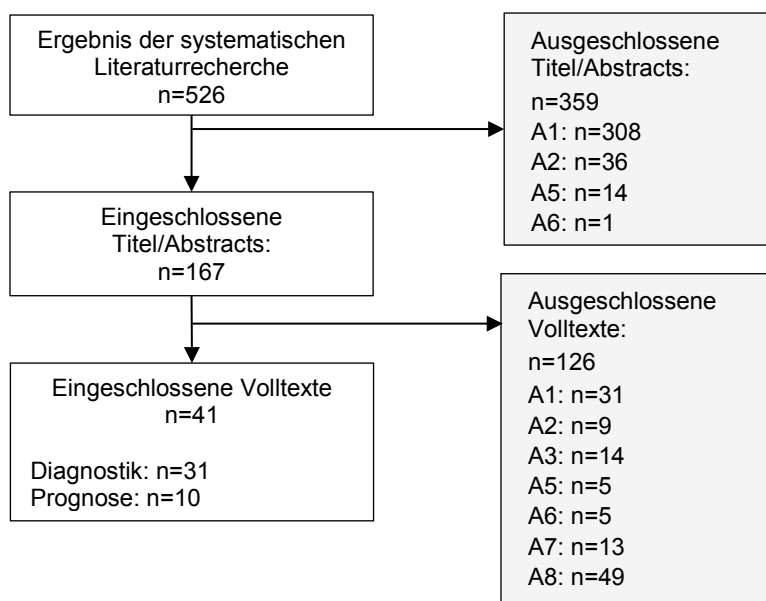 Ergebnis der systematischen
Literaturrecherche
n=526
Ausgeschlossene
Titel/Abstracts:
n=359
A1: n=308
A2: n=36
A5: n=14
A6: n=1
Eingeschlossene
Titel/Abstracts:
n=167
Ausgeschlossene
Volltexte:
n=126
A1: n=31
A2: n=9
A3: n=14
A5: n=5
A6: n=5
A7: n=13
A8: n=49
Eingeschlossene Volltexte
n=41
Diagnostik: n=31
Prognose: n=10